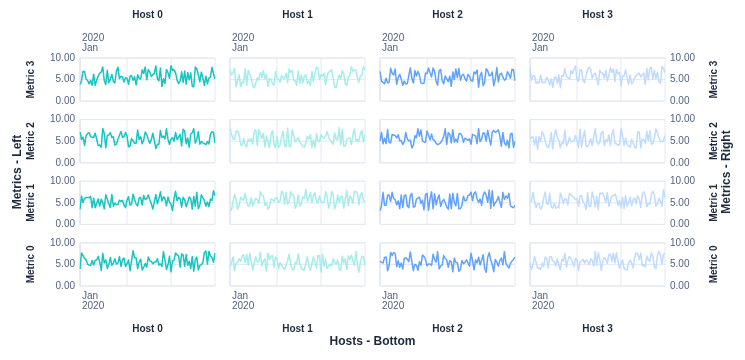 Host 0 Host 1 Host 2 Host 3
2020 2020 2020 2020
Jan Jan Jan Jan
10.00 10.00
Metric 3 5.00 5.00 Metric 3
0.00 0.00
10.00 10.00
Metric 2 5.00 5.00 Metric 2
0.00 0.00
Metrics - Left Metrics - Right
10.00 10.00
Metric 1 5.00 5.00 Metric 1
0.00 0.00
10.00 10.00
Metric 0 5.00 5.00 Metric 0
0.00 0.00
Jan Jan Jan Jan
2020 2020 2020 2020
Host 0 Host 1 Host 2 Host 3
Hosts - Bottom